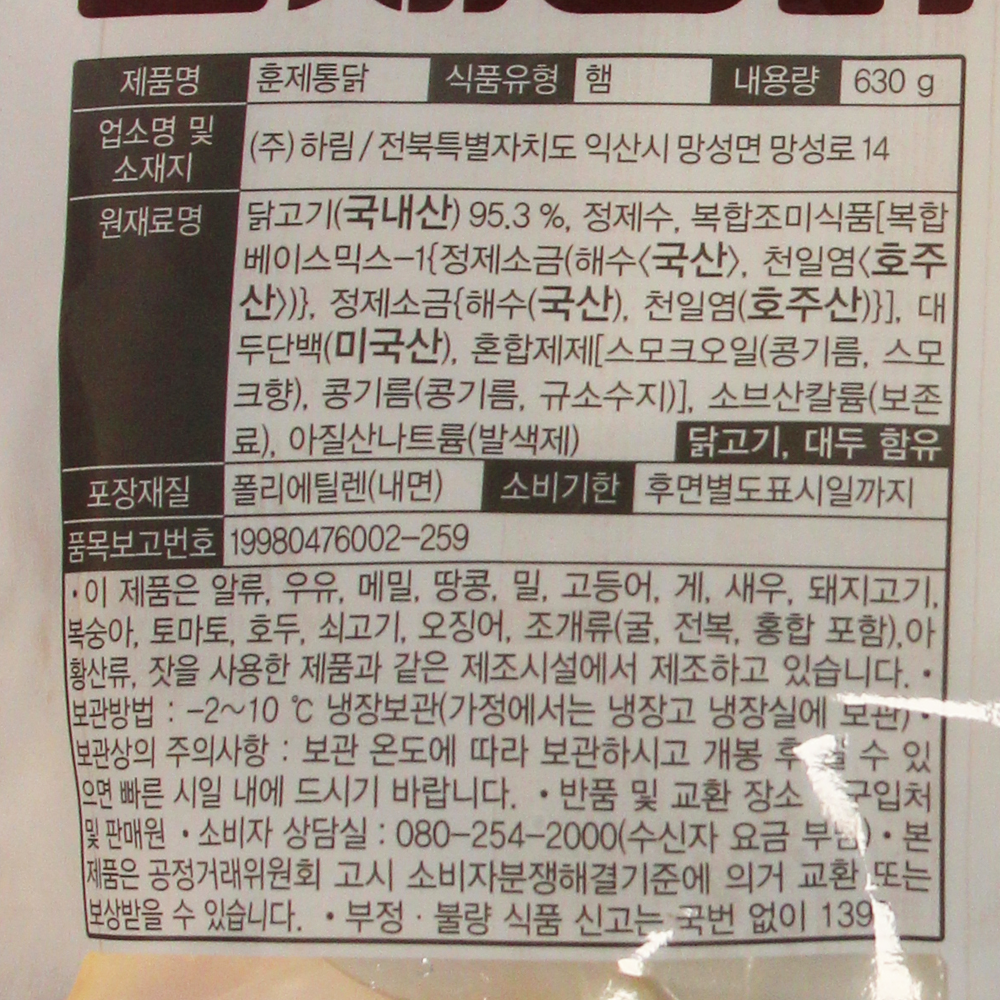 제품명 훈제통닭 식품유형 햄 내용량 630 g
업소명 및 소재지 (주) 하림 / 전북특별자치도 익산시 망성면 망성로 14
원재료명 닭고기(국내산) 95.3 %, 정제수, 복합조미식품[복합
베이스믹스-1{정제소금(해수<국산>, 천일염<호주
산>)}, 정제소금{해수(국산), 천일염(호주산)}], 대
두단백(미국산), 혼합제제[스모크오일(콩기름, 스모
크향), 콩기름(콩기름, 규소수지)], 소브산칼륨(보존
료), 아질산나트륨(발색제) 닭고기, 대두 함유
포장재질 폴리에틸렌(내면) 소비기한 후면별도표시일까지
품목보고번호 19980476002-259
•이 제품은 알류, 우유, 메밀, 땅콩, 밀, 고등어, 게, 새우, 돼지고기,
복숭아, 토마토, 호두, 쇠고기, 오징어, 조개류(굴, 전복, 홍합 포함),아
황산류, 잣을 사용한 제품과 같은 제조시설에서 제조하고 있습니다. •
보관방법 : -2~10 ℃ 냉장보관(가정에서는 냉장고 냉장실에 보관) •
보관상의 주의사항 : 보관 온도에 따라 보관하시고 개봉 후 수 있
으면 빠른 시일 내에 드시기 바랍니다. • 반품 및 교환 장소 구입처
및 판매원 • 소비자 상담실 : 080-254-2000(수신자 요금 부담) • 본
제품은 공정거래위원회 고시 소비자분쟁해결기준에 의거 교환 또는
보상받을 수 있습니다. • 부정 · 불량 식품 신고는 국번 없이 139